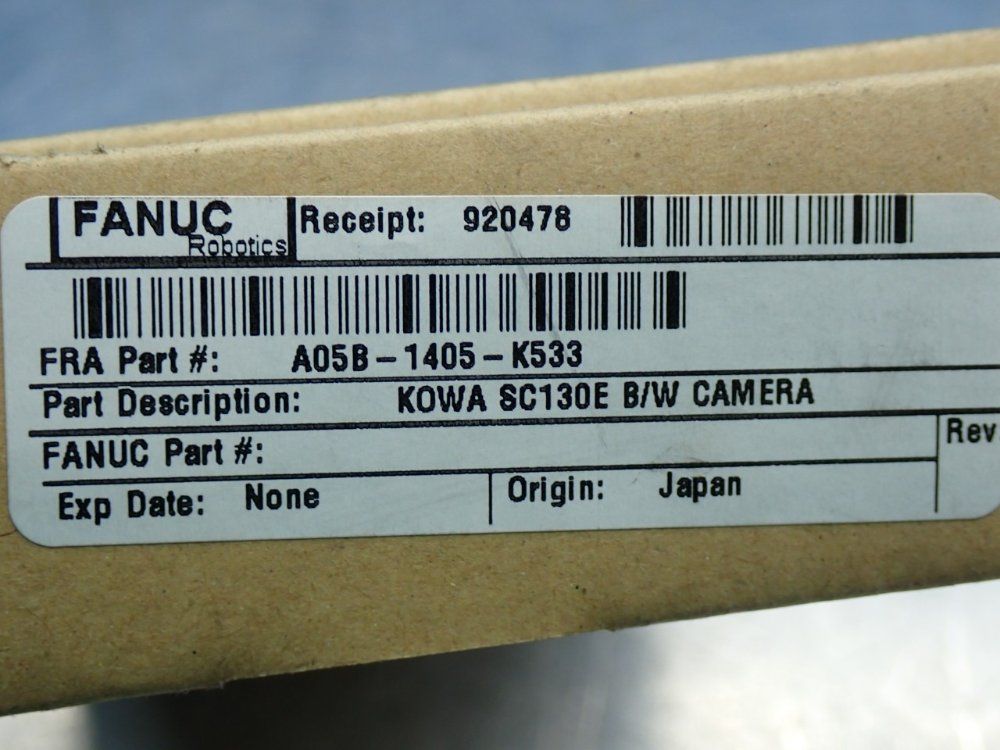 FANUC
Robotics
Receipt: 920478
FRA Part #: A05B-1405-K533
Part Description: KOWA SC130E B/W CAMERA
FANUC Part #:
Rev
Exp Date: None
Origin: Japan